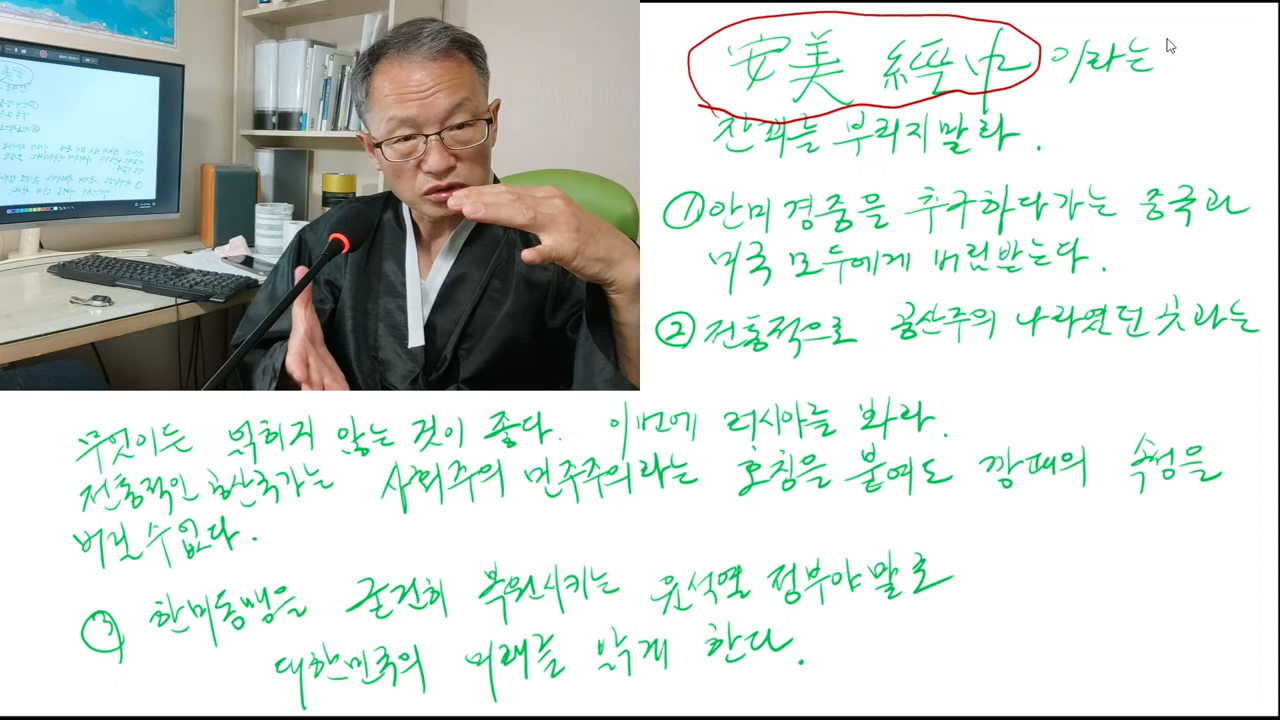 安美 經中 이라는
잔꾀를 부리지말라.
① 안미경중을 추구하다가는 중국과
미국 모두에게 버림받는다.
② 전통적으로 공산주의 나라였던 것과는
무엇이든 얽히지 않는 것이 좋다. 이번에 러시아를 봐라.
전통적인 공산국가는 사회주의 민주주의라는 호칭을 붙여도 깡패의 속성을
버릴 수 없다.
③ 한미동맹을 굳건히 복원시키는 윤석열 정부야말로
대한민국의 미래를 밝게 한다.